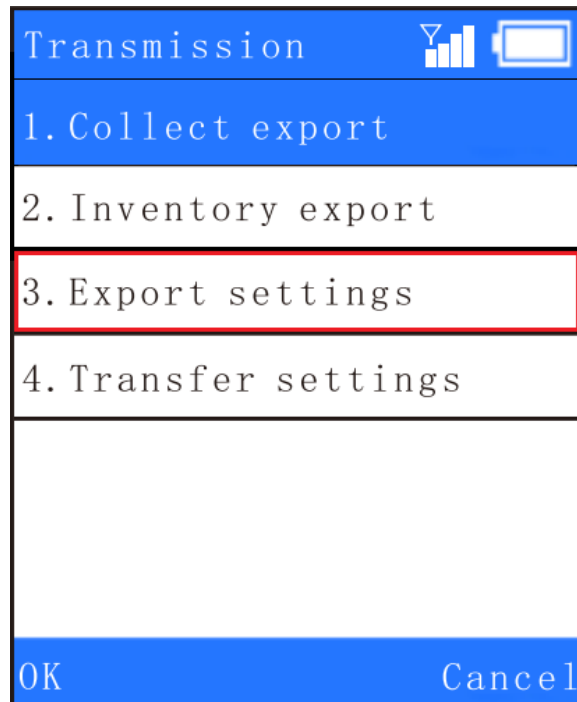 Transmission
1.Collect export
2.Inventory export
3.Export settings
4.Transfer settings
OK Cancel